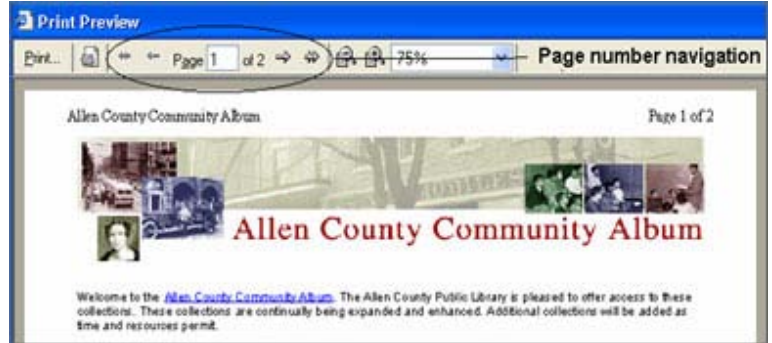 Print Preview
Print... Page 1 of 2 75% Page number navigation
Allen County Community Album Page 1 of 2
Allen County Community Album
Welcome to the Allen County Community Album. The Allen County Public Library is pleased to offer access to these
collections. These collections are continually being expanded and enhanced. Additional collections will be added as
time and resources permit.